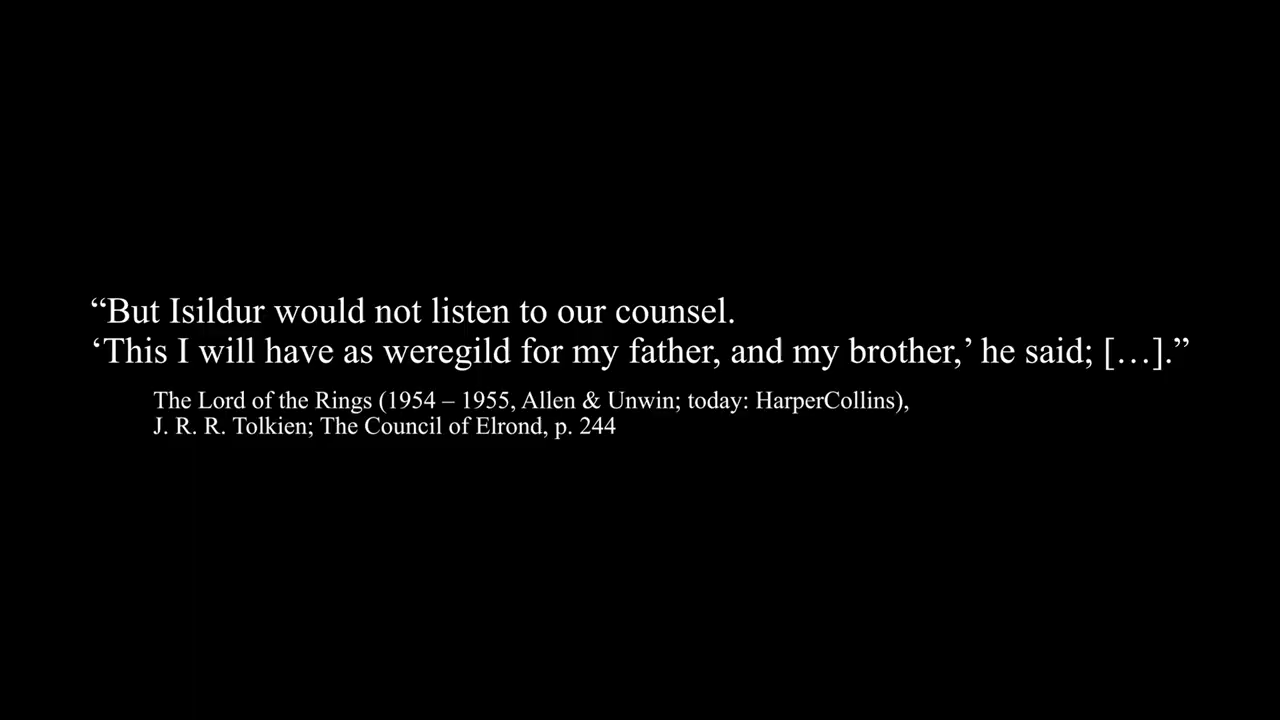 “But Isildur would not listen to our counsel.
‘This I will have as weregild for my father, and my brother,’ he said; […].”
The Lord of the Rings (1954 – 1955, Allen & Unwin; today: HarperCollins),
J. R. R. Tolkien; The Council of Elrond, p. 244